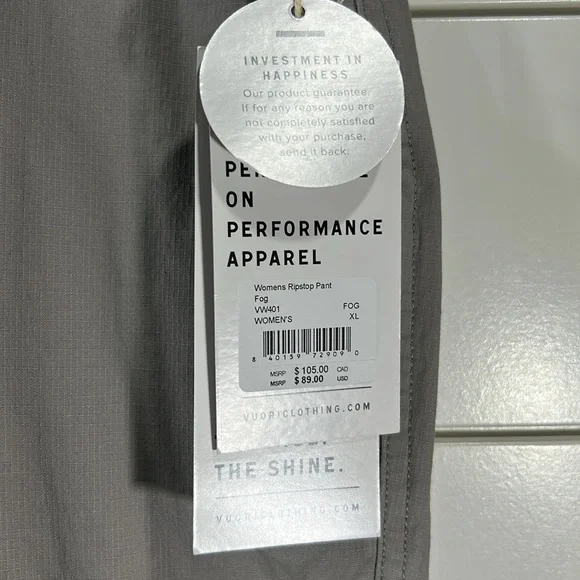 INVESTMENT IN
HAPPINESS
Our product guarantee.
If for any reason you are
not completely satisfied
with your purchase,
send it back.
ON
PERFORMANCE
APPAREL
Womens Ripstop Pant
Fog
VW401 FOG
WOMEN'S XL
8 40159 72909 0
MSRP $ 105.00 CAD
MSRP $ 89.00 USD
VUORICLOTHING.COM
THE SHINE.
VUORICLOTHING.COM